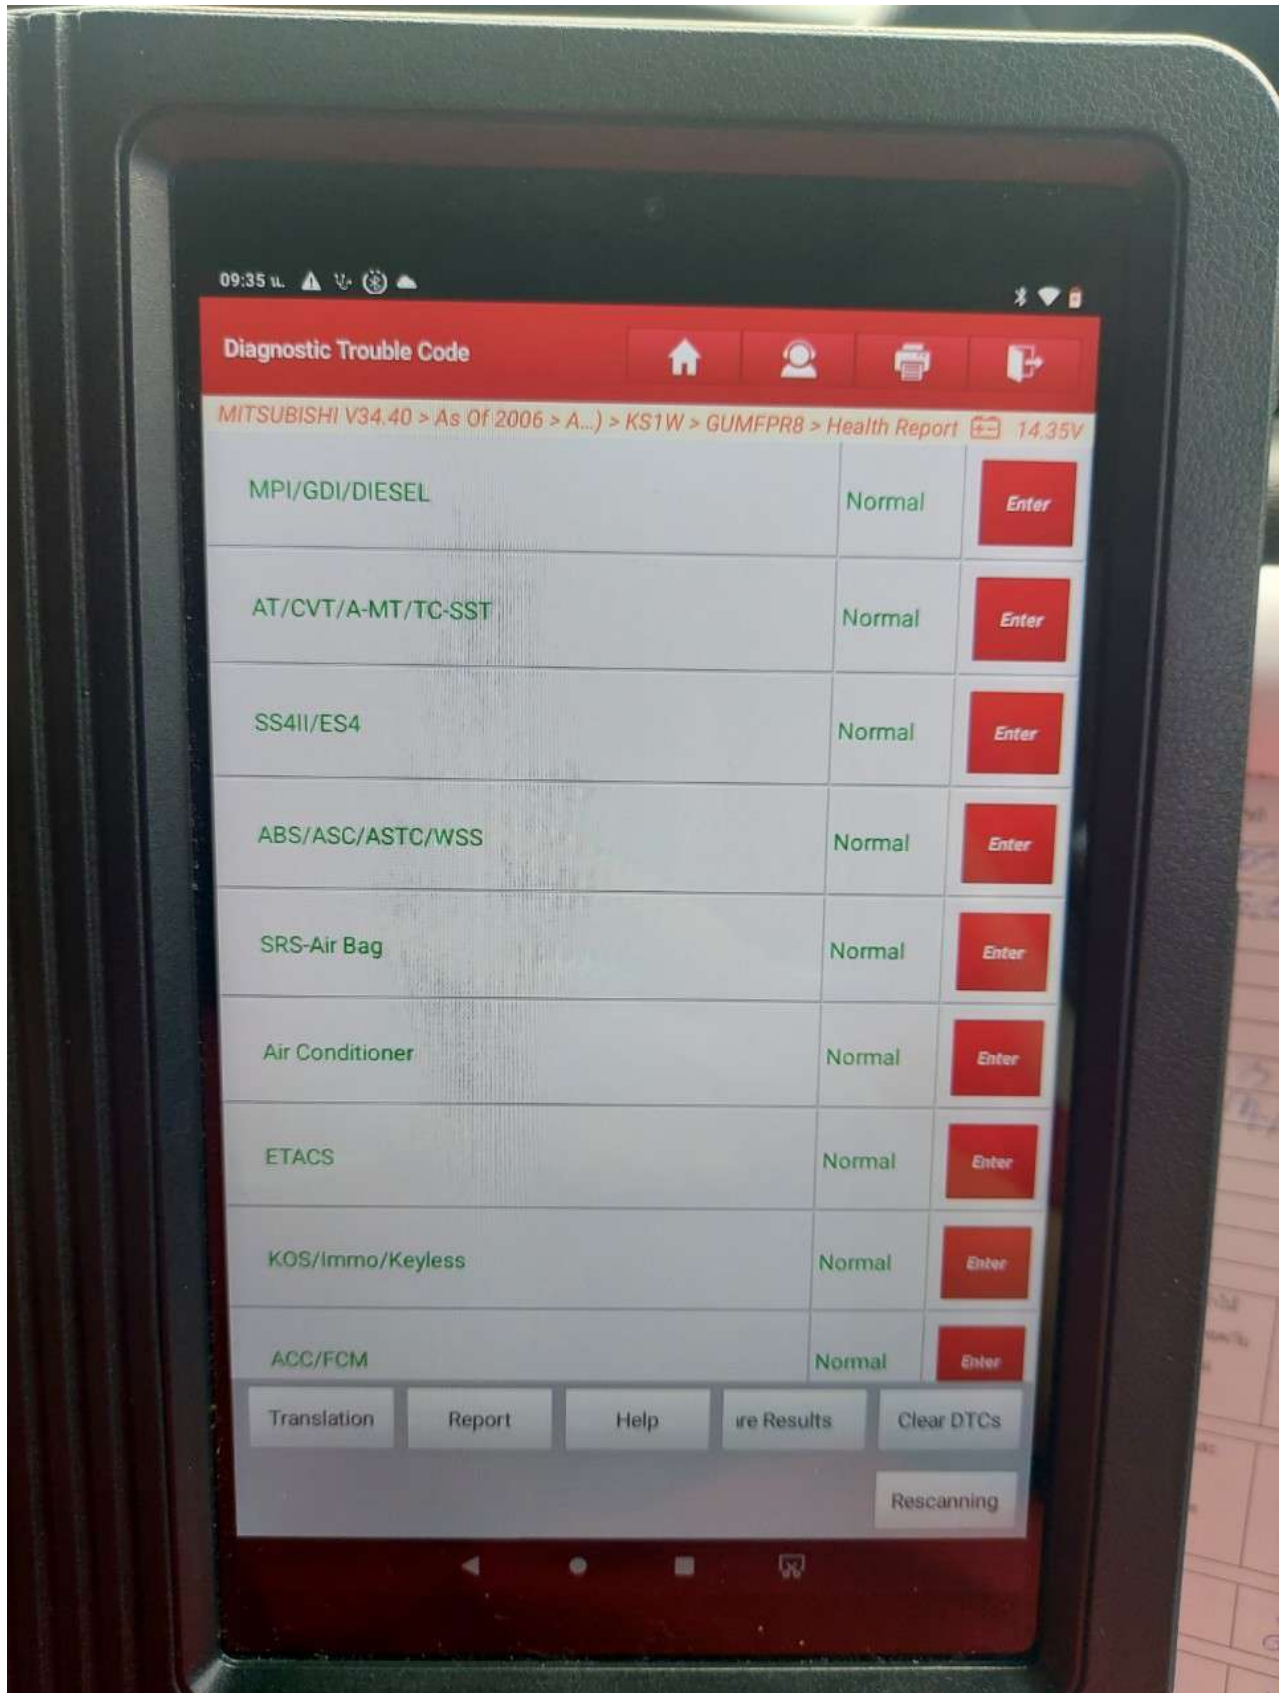 09:35 น.
Diagnostic Trouble Code
MITSUBISHI V34.40 > As Of 2006 > A...) > KS1W > GUMFPR8 > Health Report 14.35V
MPI/GDI/DIESEL Normal Enter
AT/CVT/A-MT/TC-SST Normal Enter
SS4II/ES4 Normal Enter
ABS/ASC/ASTC/WSS Normal Enter
SRS-Air Bag Normal Enter
Air Conditioner Normal Enter
ETACS Normal Enter
KOS/Immo/Keyless Normal Enter
ACC/FCM Normal Enter
Translation Report Help ire Results Clear DTCs
Rescanning